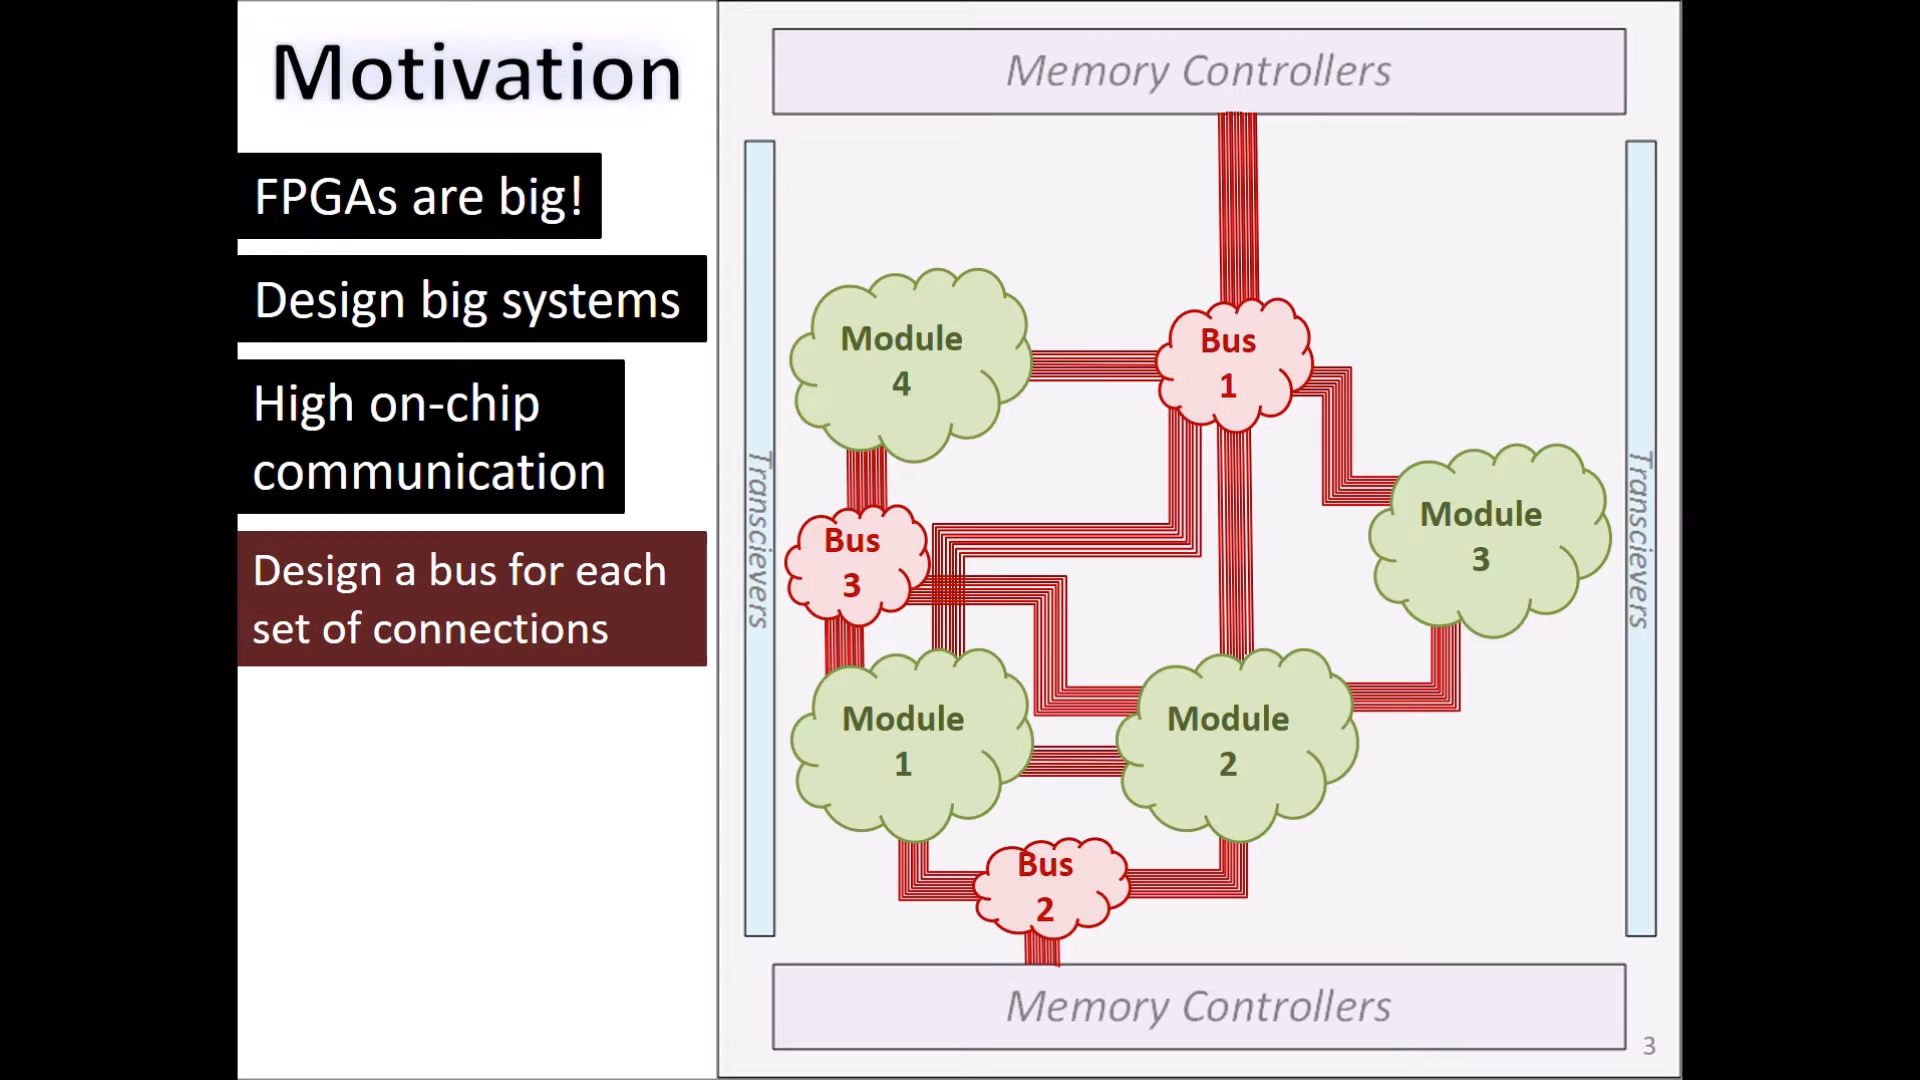 Motivation
FPGAs are big!
Design big systems
High on-chip
communication
Design a bus for each
set of connections
Memory Controllers
Transcievers
Transcievers
Module
4
Bus
1
Module
3
Bus
3
Module
1
Module
2
Bus
2
Memory Controllers
3